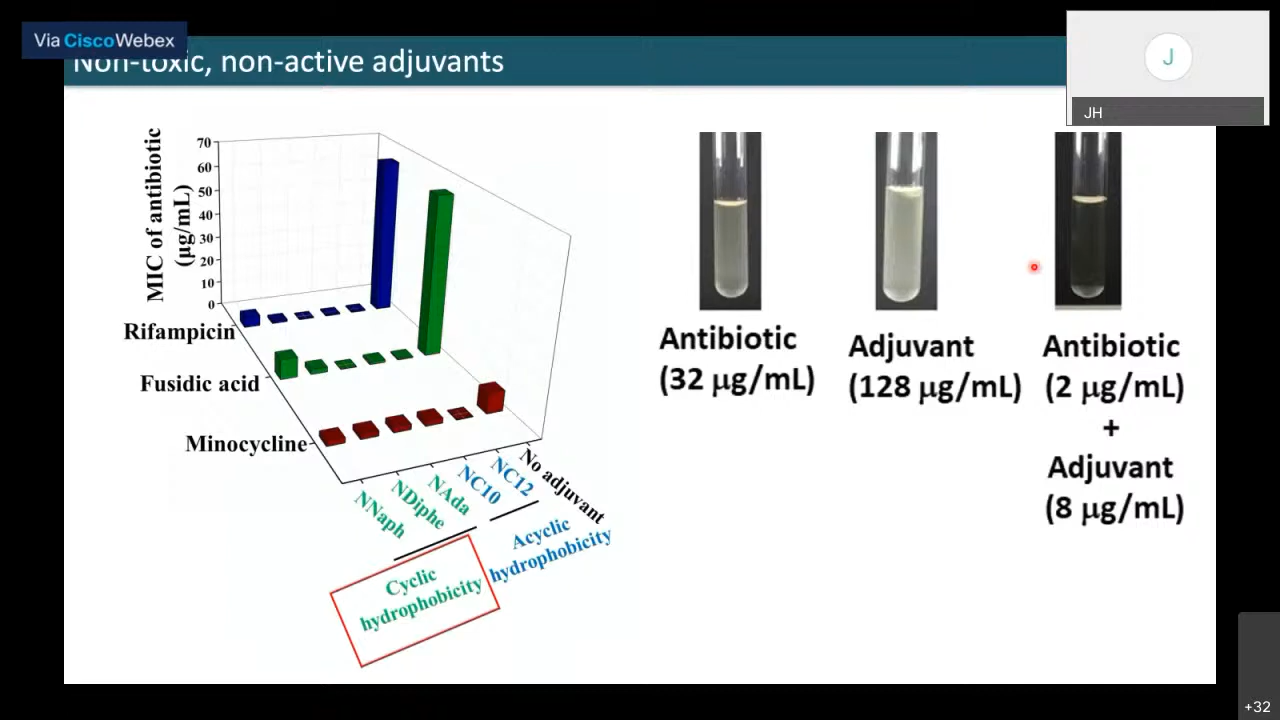 Via Cisco Webex
Non-toxic, non-active adjuvants
J
JH
MIC of antibiotic
(µg/mL)
70
60
50
40
30
20
10
0
Rifampicin
Fusidic acid
Minocycline
NNaph
NDiphe
NAda
NC10
NC12
No adjuvant
Cyclic
hydrophobicity
Acyclic
hydrophobicity
Antibiotic
(32 µg/mL)
Adjuvant
(128 µg/mL)
Antibiotic
(2 µg/mL)
+
Adjuvant
(8 µg/mL)
+32